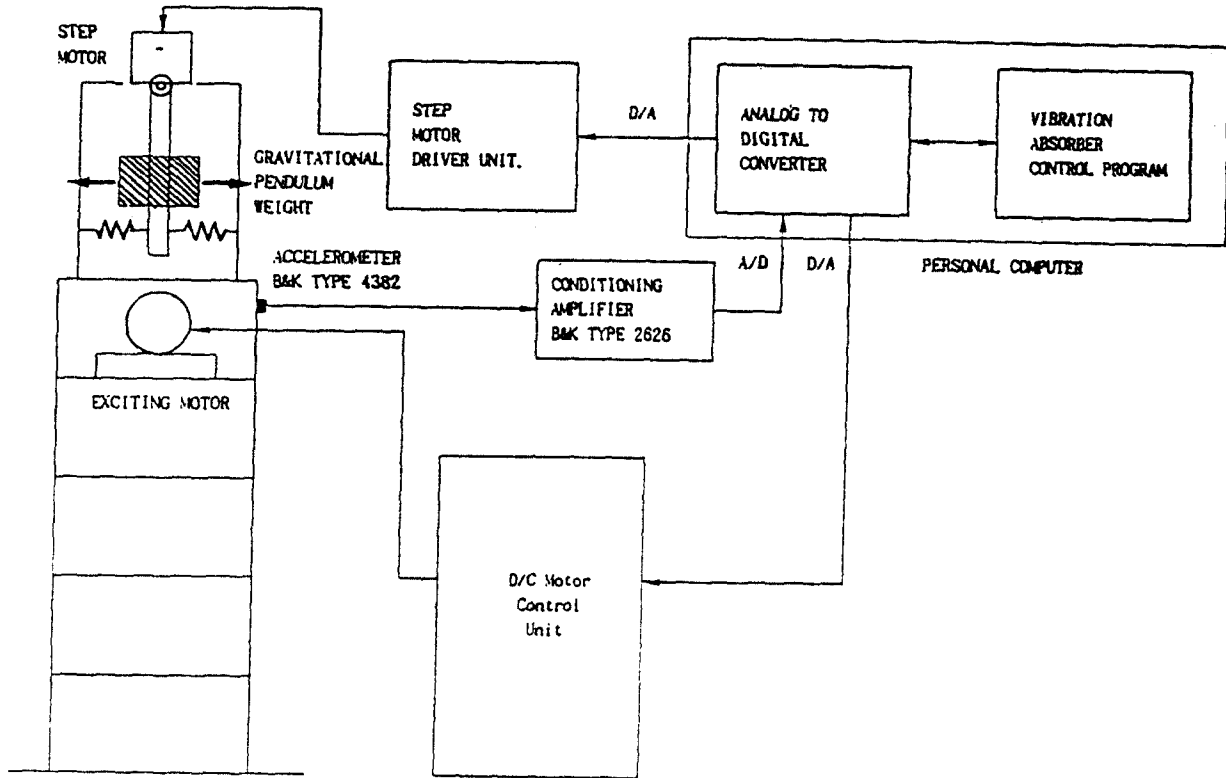 STEP
MOTOR
GRAVITATIONAL
PENDULUM
WEIGHT
STEP
MOTOR
DRIVER UNIT.
D/A
ANALOG TO
DIGITAL
CONVERTER
VIBRATION
ABSORBER
CONTROL PROGRAM
PERSONAL COMPUTER
A/D
D/A
ACCELEROMETER
B&K TYPE 4382
CONDITIONING
AMPLIFIER
B&K TYPE 2626
EXCITING MOTOR
D/C Motor
Control
Unit